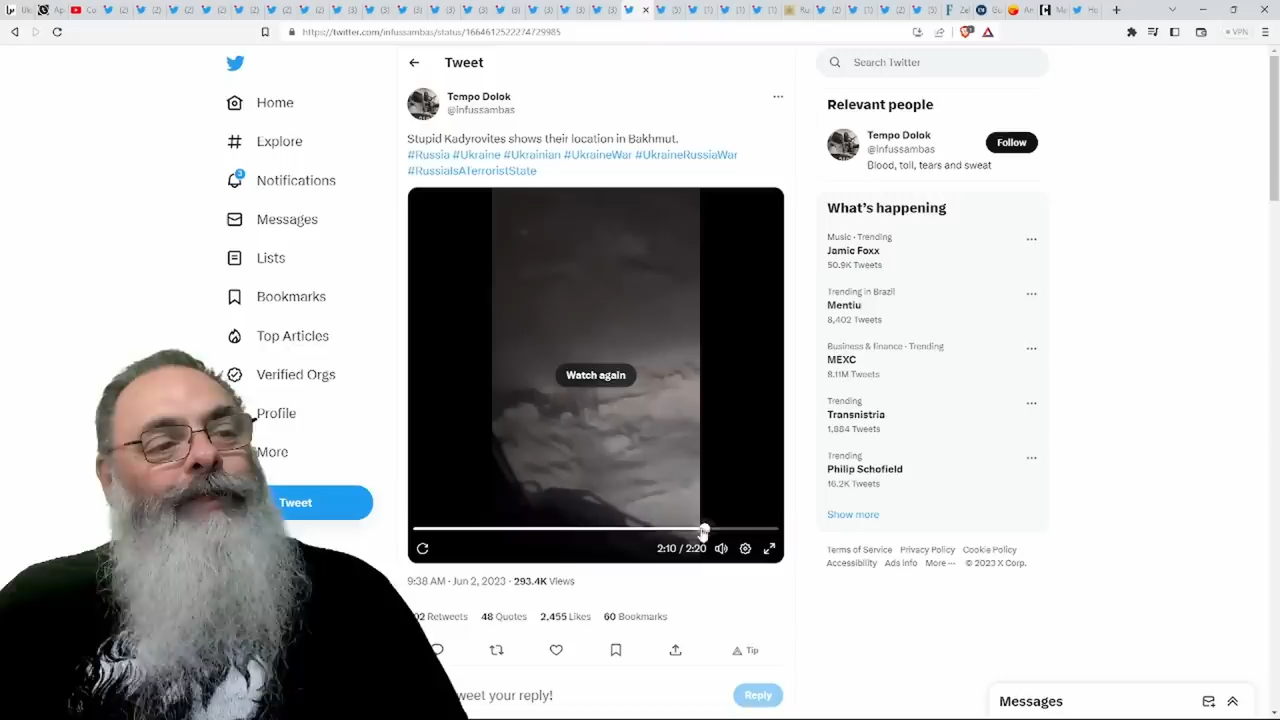 https://twitter.com/infussambas/status/1664612522274729985
VPN
Home
Explore
3
Notifications
Messages
Lists
Bookmarks
Top Articles
Verified Orgs
Profile
More
Tweet
Tweet
Tempo Dolok
@infussambas
Stupid Kadyrovites shows their location in Bakhmut.
#Russia #Ukraine #Ukrainian #UkraineWar #UkraineRussiaWar
#RussiaIsATerroristState
Watch again
2:10 / 2:20
9:38 AM · Jun 2, 2023 · 293.4K Views
Retweets 48 Quotes 2,455 Likes 60 Bookmarks
Tip
weet your reply!
Reply
Search Twitter
Relevant people
Tempo Dolok
@infussambas
Follow
Blood, toll, tears and sweat
What's happening
Music · Trending
Jamie Foxx
50.9K Tweets
Trending in Brazil
Mentiu
8,402 Tweets
Business & finance · Trending
MEXC
8.11M Tweets
Trending
Transnistria
1,884 Tweets
Trending
Philip Schofield
16.2K Tweets
Show more
Terms of Service Privacy Policy Cookie Policy
Accessibility Ads info More ··· © 2023 X Corp.
Messages